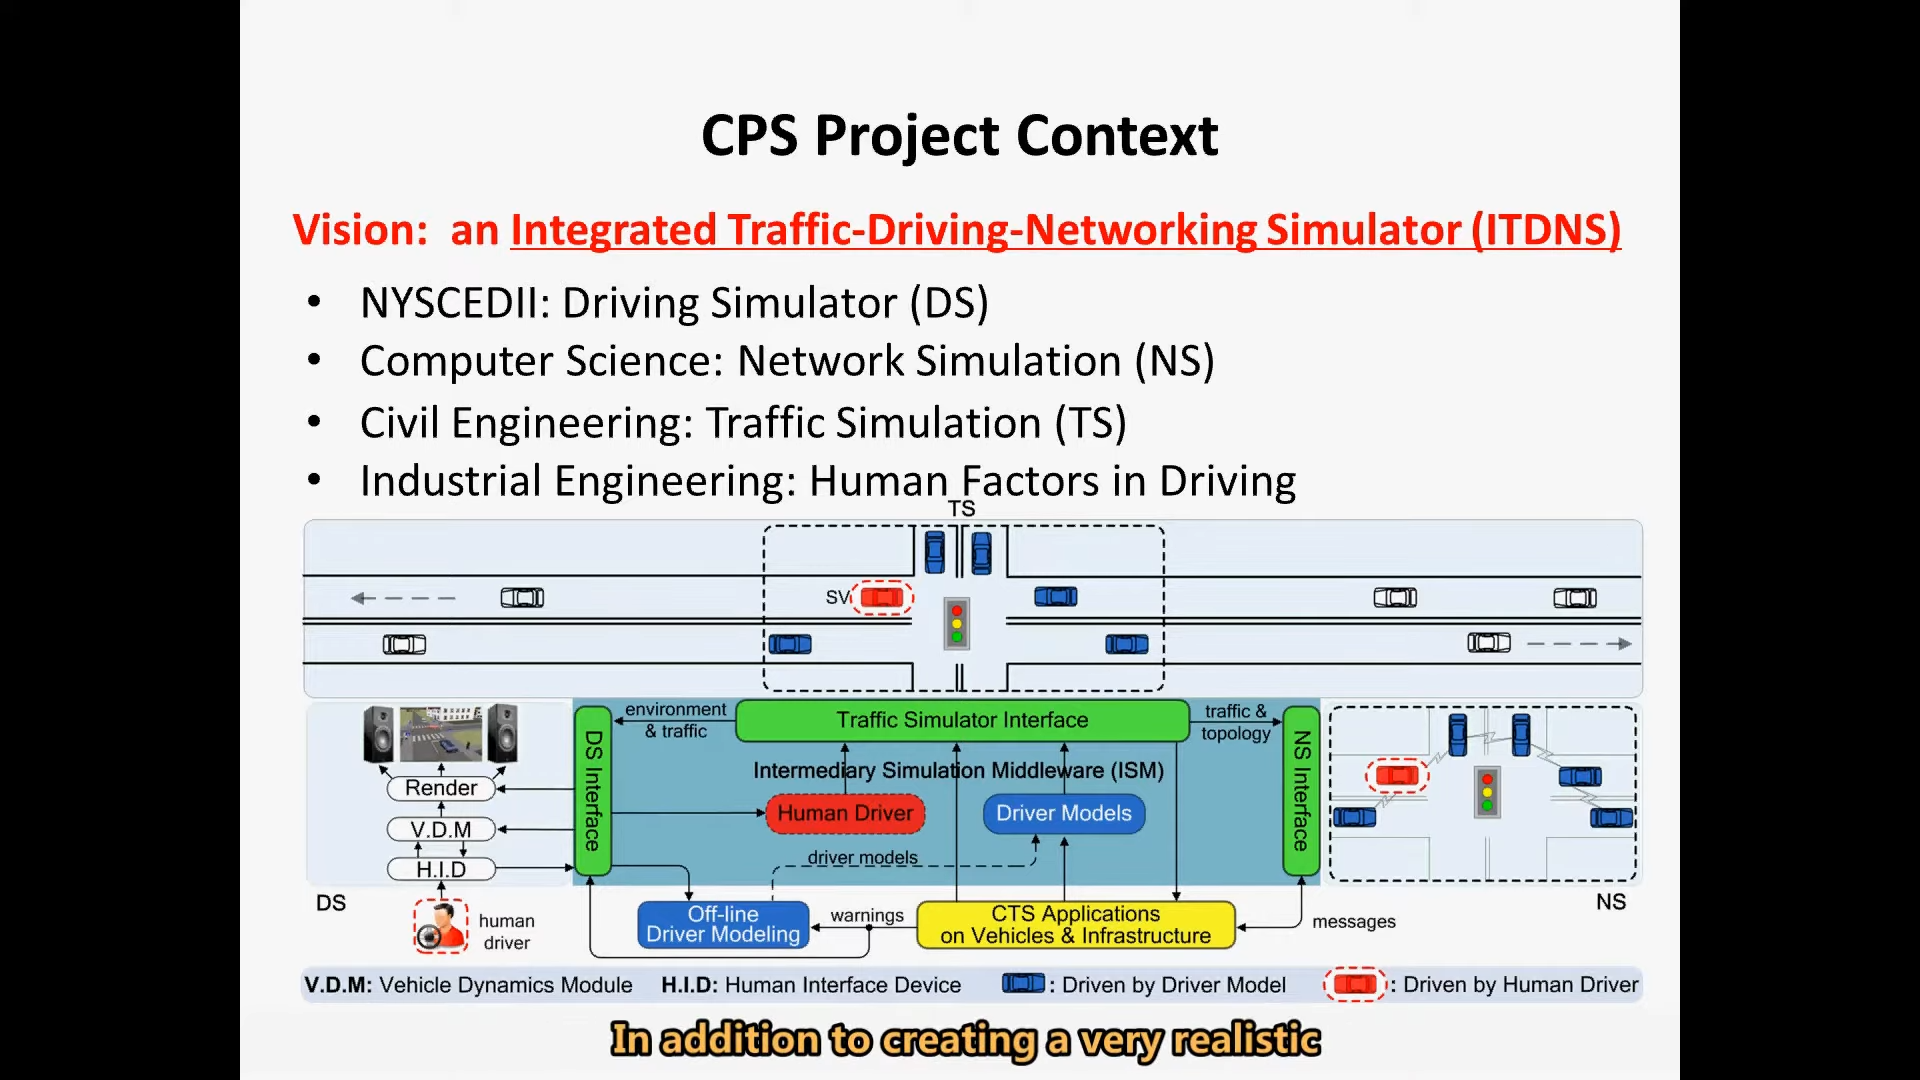 CPS Project Context
Vision: an Integrated Traffic-Driving-Networking Simulator (ITDNS)
• NYSCEDII: Driving Simulator (DS)
• Computer Science: Network Simulation (NS)
• Civil Engineering: Traffic Simulation (TS)
• Industrial Engineering: Human Factors in Driving
TS
SV
environment
& traffic
Traffic Simulator Interface
traffic &
topology
DS Interface
NS Interface
Intermediary Simulation Middleware (ISM)
Render
Human Driver
Driver Models
V.D.M
driver models
H.I.D
DS
NS
human
driver
Off-line
Driver Modeling
warnings
CTS Applications
on Vehicles & Infrastructure
messages
V.D.M: Vehicle Dynamics Module H.I.D: Human Interface Device : Driven by Driver Model : Driven by Human Driver
In addition to creating a very realistic